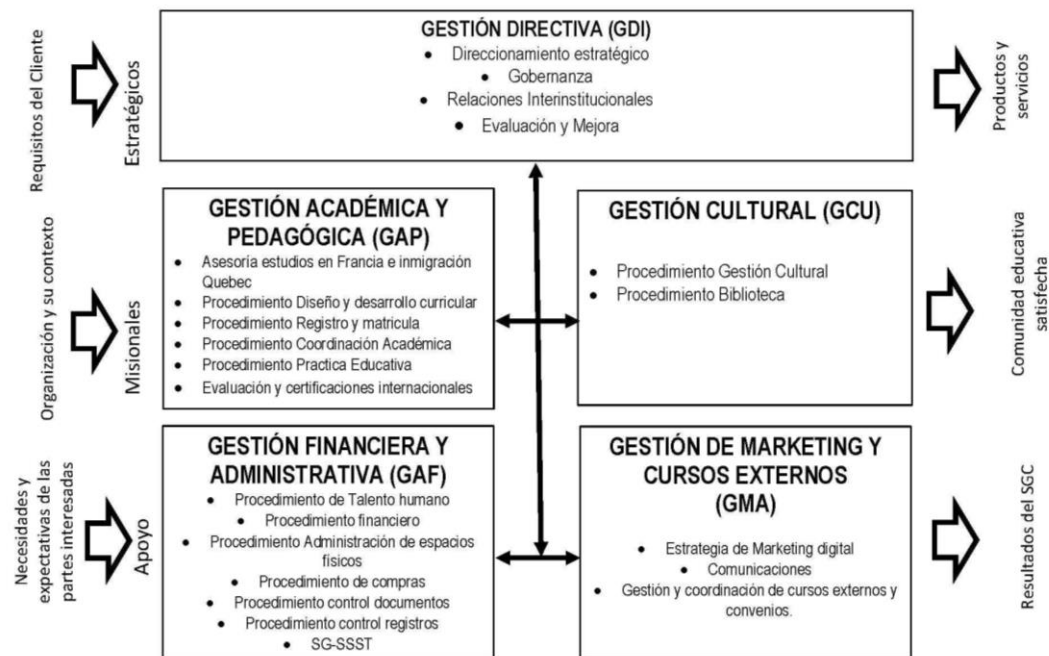 GESTIÓN DIRECTIVA (GDI)
• Direccionamiento estratégico
• Gobernanza
• Relaciones Interinstitucionales
• Evaluación y Mejora
Requisitos del Cliente
Estratégicos
Productos y
servicios
GESTIÓN ACADÉMICA Y
PEDAGÓGICA (GAP)
• Asesoría estudios en Francia e inmigración
Quebec
• Procedimiento Diseño y desarrollo curricular
• Procedimiento Registro y matricula
• Procedimiento Coordinación Académica
• Procedimiento Practica Educativa
• Evaluación y certificaciones internacionales
GESTIÓN CULTURAL (GCU)
• Procedimiento Gestión Cultural
• Procedimiento Biblioteca
Organización y su contexto
Misionales
Comunidad educativa
satisfecha
GESTIÓN FINANCIERA Y
ADMINISTRATIVA (GAF)
• Procedimiento de Talento humano
• Procedimiento financiero
• Procedimiento Administración de espacios
físicos
• Procedimiento de compras
• Procedimiento control documentos
• Procedimiento control registros
• SG-SSST
GESTIÓN DE MARKETING Y
CURSOS EXTERNOS
(GMA)
• Estrategia de Marketing digital
• Comunicaciones
• Gestión y coordinación de cursos externos y
convenios.
Necesidades y
expectativas de las
partes interesadas
Apoyo
Resultados del SGC